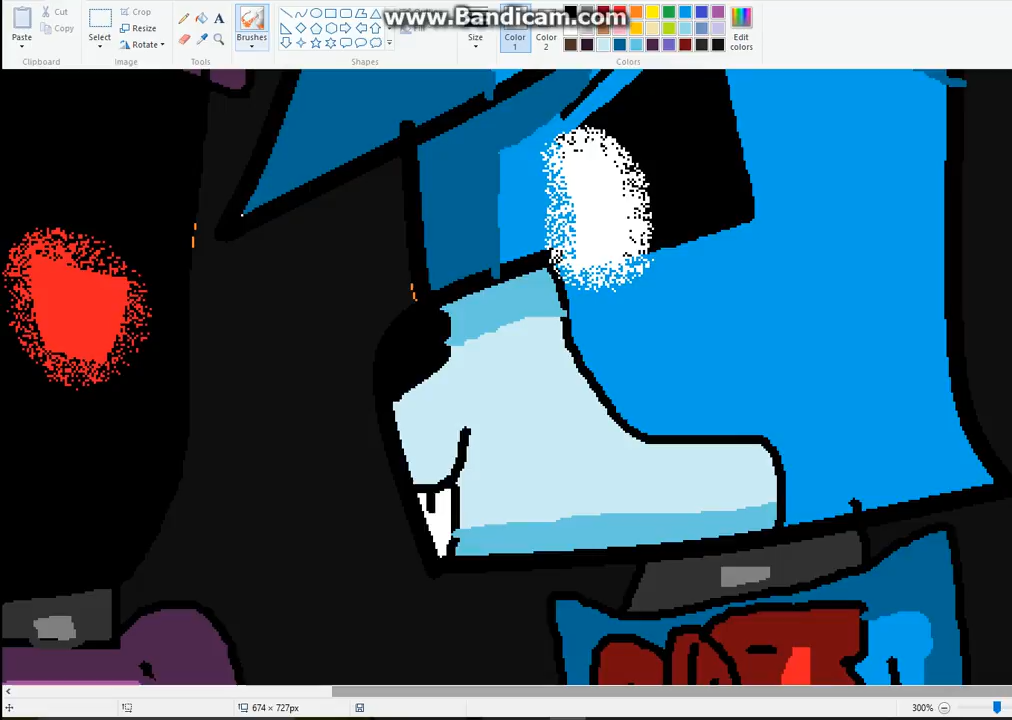 www.Bandicam.com
Paste
Cut
Copy
Clipboard
Select
Crop
Resize
Rotate
Image
A
Tools
Brushes
Shapes
Fill
Size
Color 1
Color 2
Edit colors
Colors
674 × 727px
300%